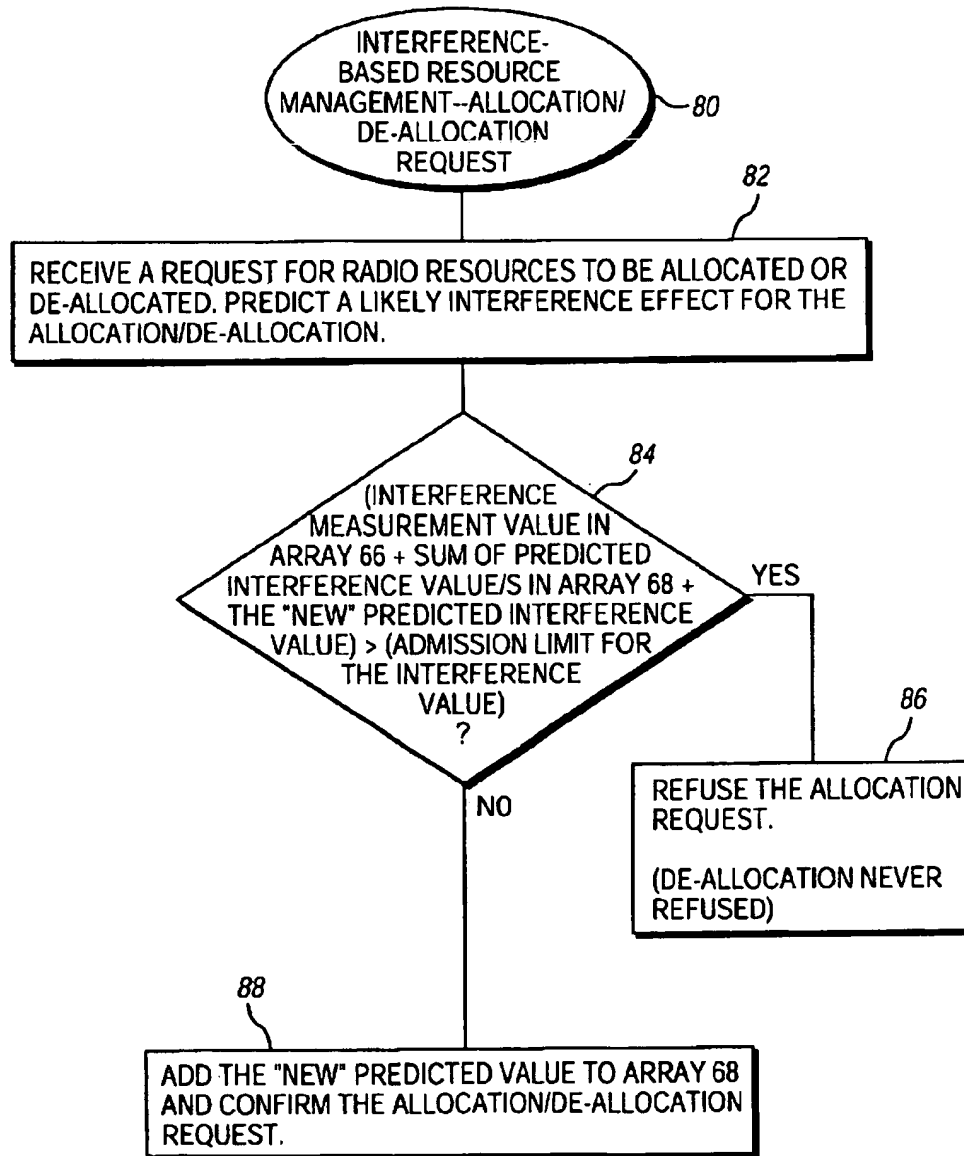 INTERFERENCE-
BASED RESOURCE
MANAGEMENT--ALLOCATION/
DE-ALLOCATION
REQUEST
80
82
RECEIVE A REQUEST FOR RADIO RESOURCES TO BE ALLOCATED OR
DE-ALLOCATED. PREDICT A LIKELY INTERFERENCE EFFECT FOR THE
ALLOCATION/DE-ALLOCATION.
84
(INTERFERENCE
MEASUREMENT VALUE IN
ARRAY 66 + SUM OF PREDICTED
INTERFERENCE VALUE/S IN ARRAY 68 +
THE "NEW" PREDICTED INTERFERENCE
VALUE) > (ADMISSION LIMIT FOR
THE INTERFERENCE
VALUE)
?
YES
NO
86
REFUSE THE ALLOCATION
REQUEST.
(DE-ALLOCATION NEVER
REFUSED)
88
ADD THE "NEW" PREDICTED VALUE TO ARRAY 68
AND CONFIRM THE ALLOCATION/DE-ALLOCATION
REQUEST.